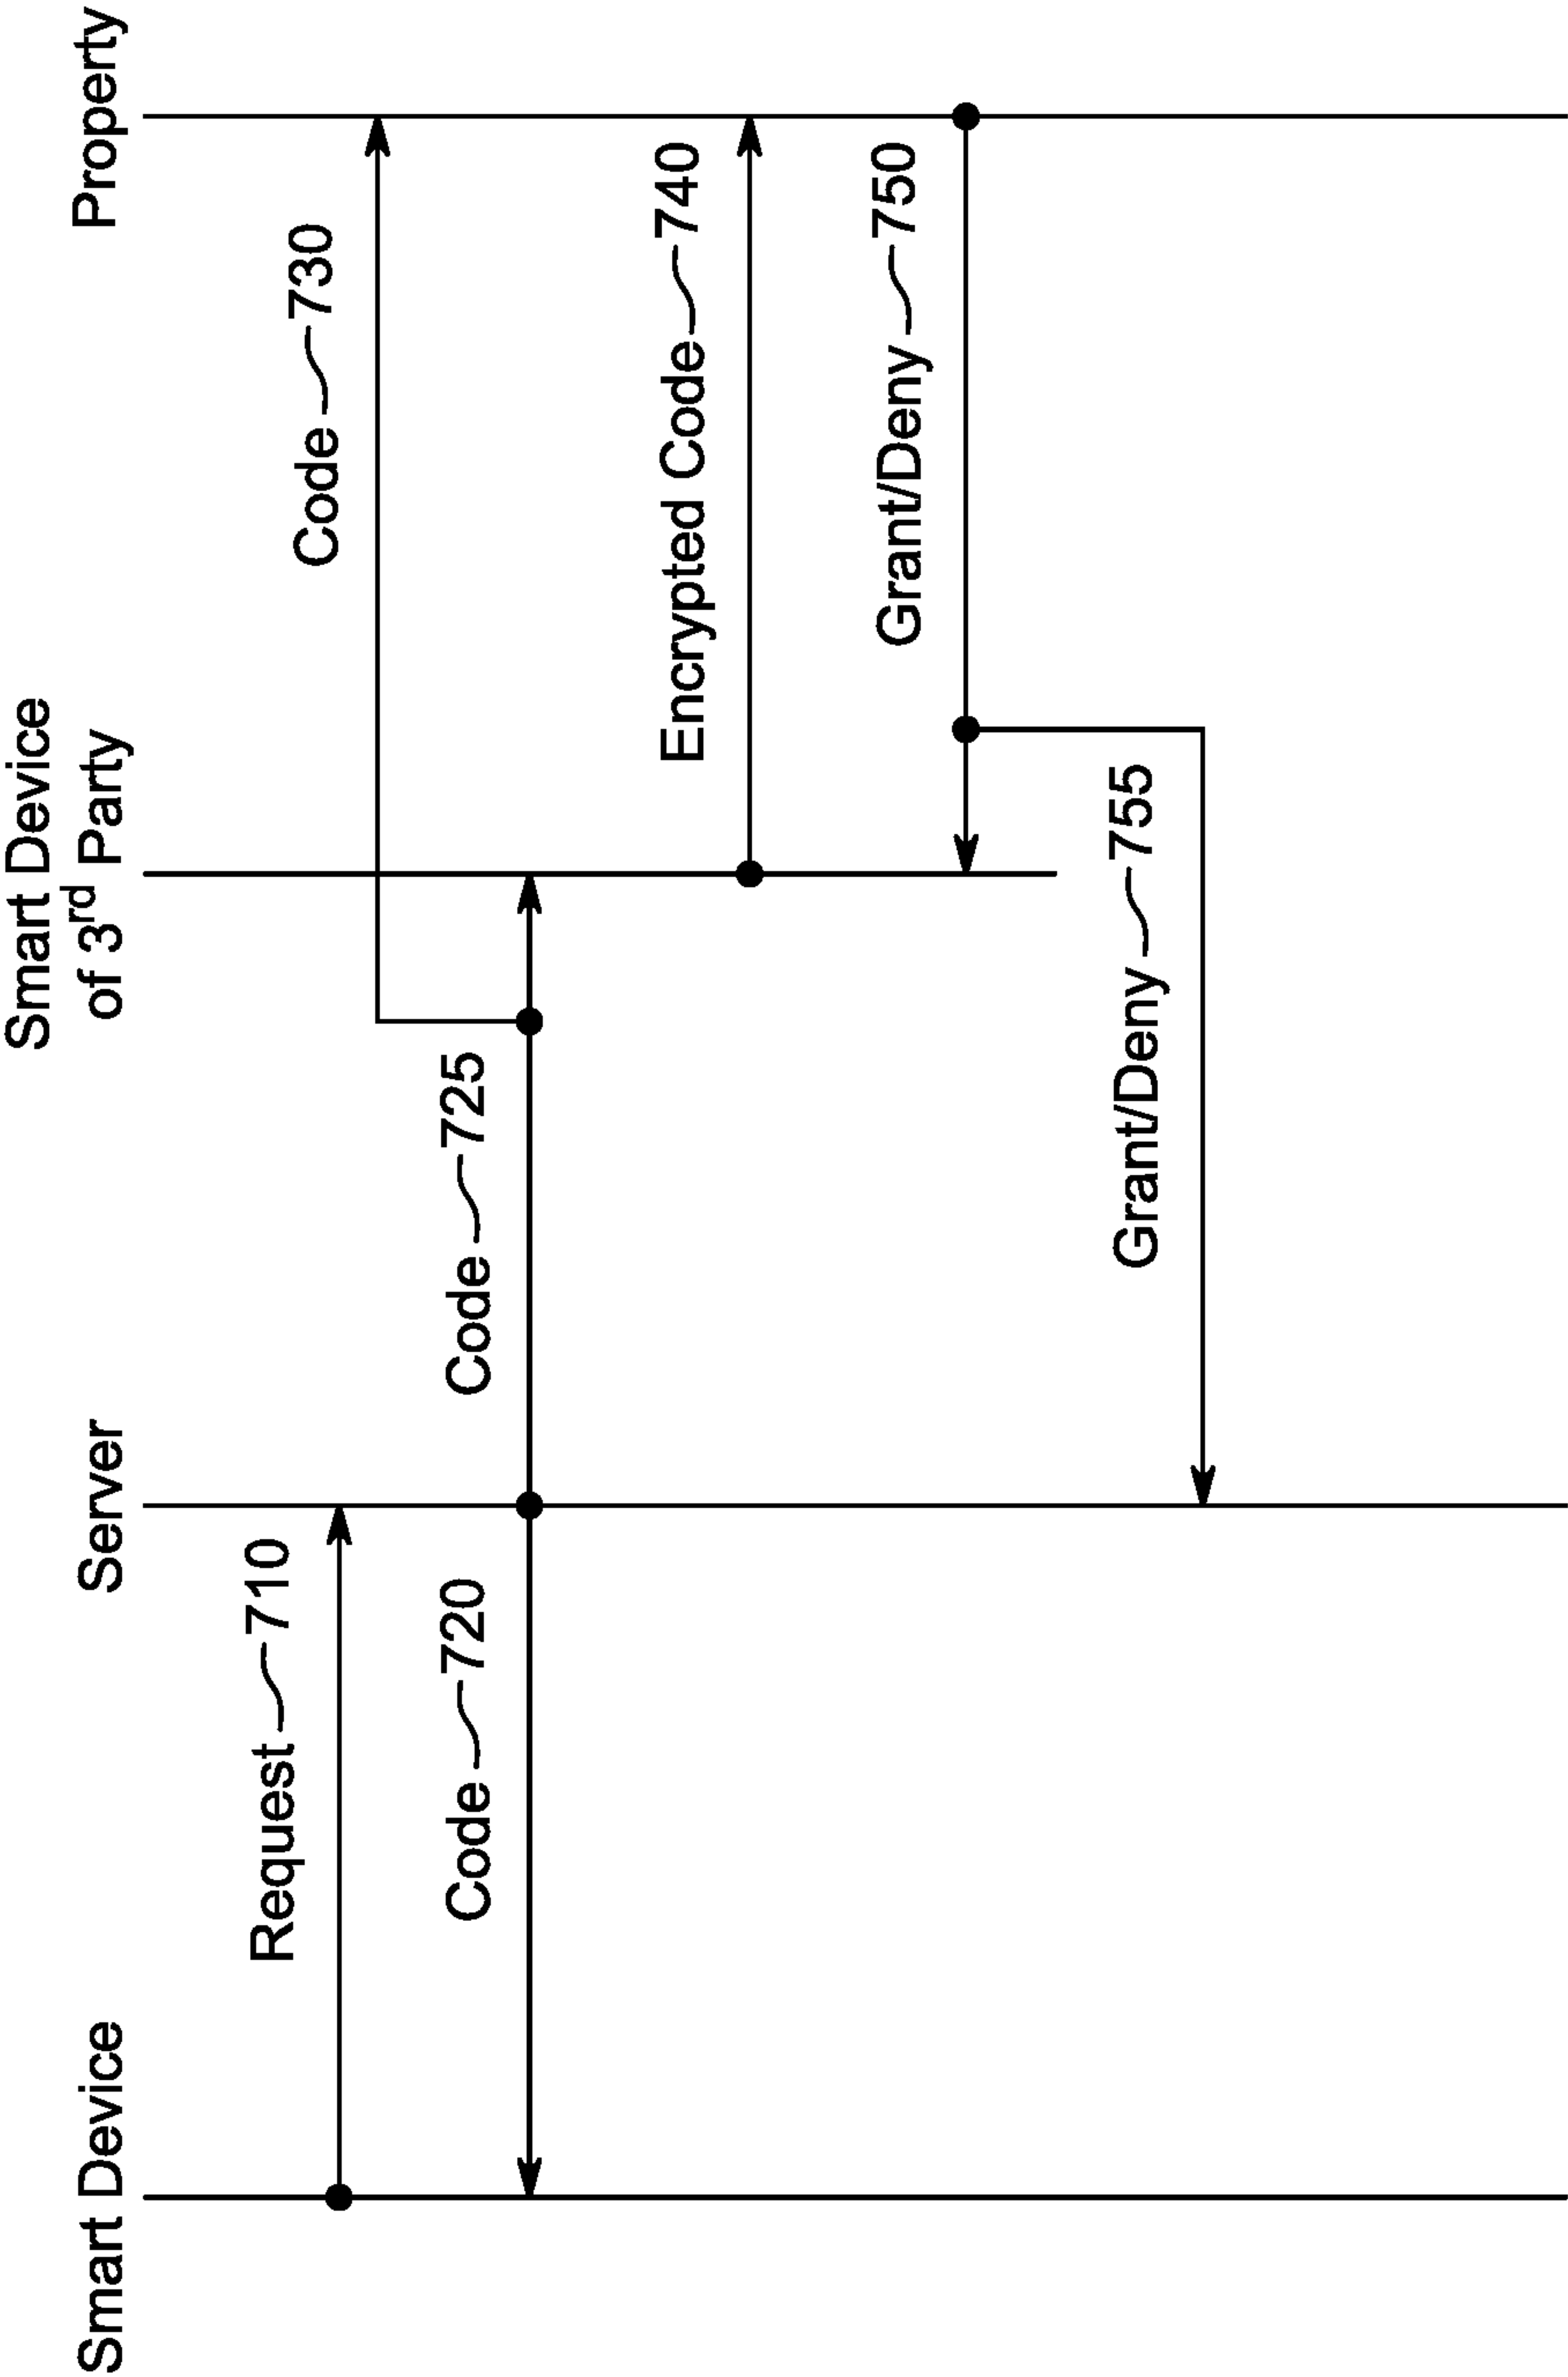 Smart Device
Server
Smart Device
of 3rd Party
Property
Request 710
Code 730
Code 720
Code 725
Encrypted Code 740
Grant/Deny 750
Grant/Deny 755